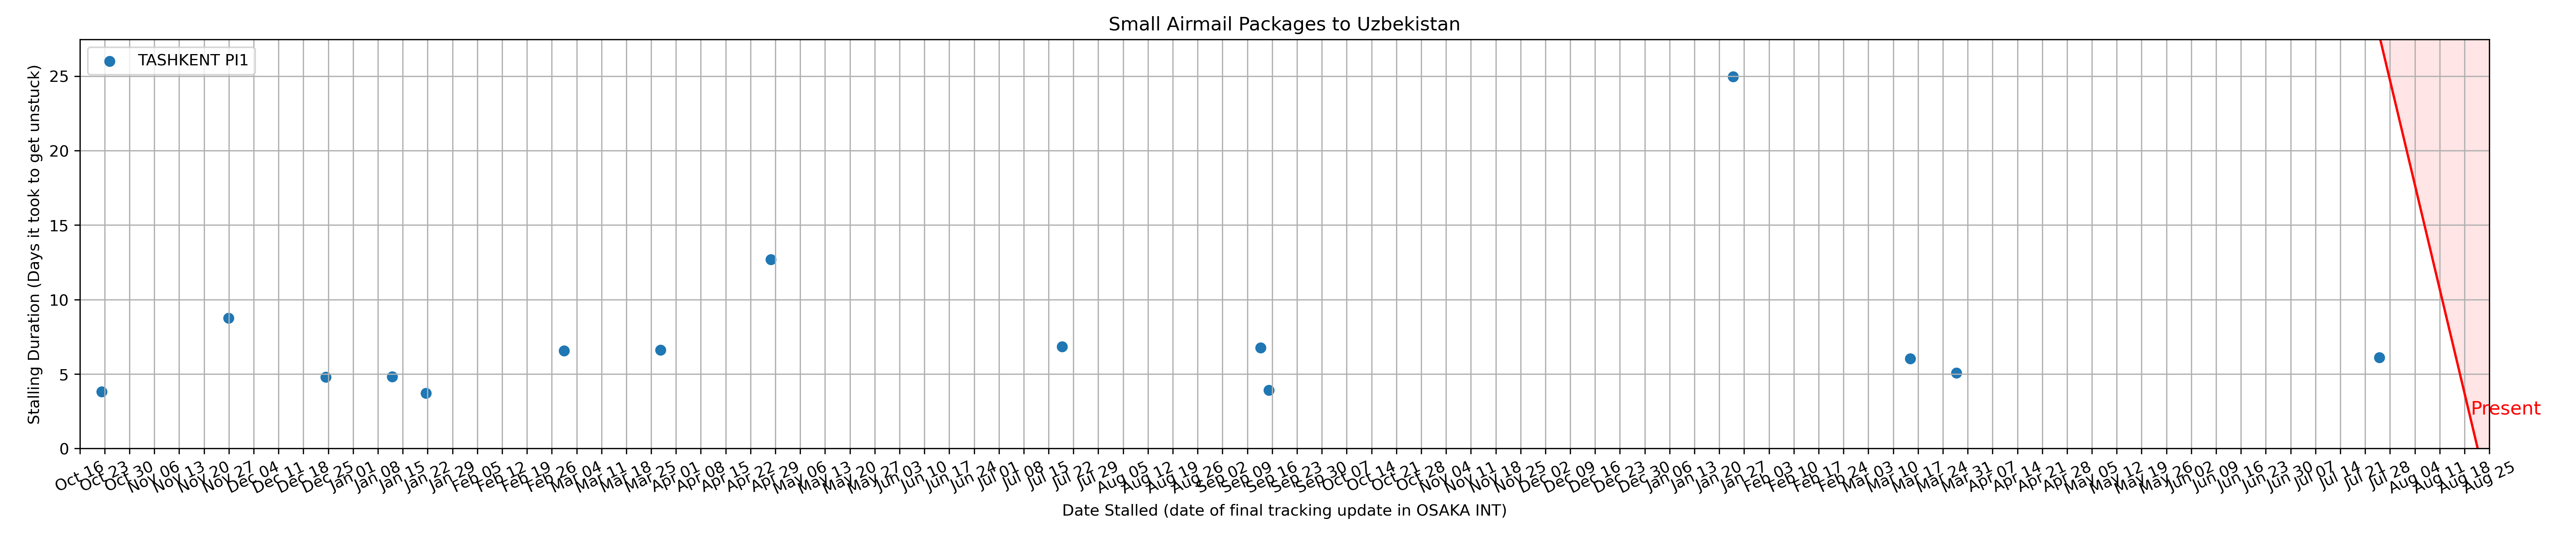 Small Airmail Packages to Uzbekistan
TASHKENT PI1
Stalling Duration (Days it took to get unstuck)
25
20
15
10
5
0
Present
Oct 16
Oct 23
Oct 30
Nov 06
Nov 13
Nov 20
Nov 27
Dec 04
Dec 11
Dec 18
Dec 25
Jan 01
Jan 08
Jan 15
Jan 22
Jan 29
Feb 05
Feb 12
Feb 19
Feb 26
Mar 04
Mar 11
Mar 18
Mar 25
Apr 01
Apr 08
Apr 15
Apr 22
Apr 29
May 06
May 13
May 20
May 27
Jun 03
Jun 10
Jun 17
Jun 24
Jul 01
Jul 08
Jul 15
Jul 22
Jul 29
Aug 05
Aug 12
Aug 19
Aug 26
Sep 02
Sep 09
Sep 16
Sep 23
Sep 30
Oct 07
Oct 14
Oct 21
Oct 28
Nov 04
Nov 11
Nov 18
Nov 25
Dec 02
Dec 09
Dec 16
Dec 23
Dec 30
Jan 06
Jan 13
Jan 20
Jan 27
Feb 03
Feb 10
Feb 17
Feb 24
Mar 03
Mar 10
Mar 17
Mar 24
Mar 31
Apr 07
Apr 14
Apr 21
Apr 28
May 05
May 12
May 19
May 26
Jun 02
Jun 09
Jun 16
Jun 23
Jun 30
Jul 07
Jul 14
Jul 21
Jul 28
Aug 04
Aug 11
Aug 18
Aug 25
Date Stalled (date of final tracking update in OSAKA INT)